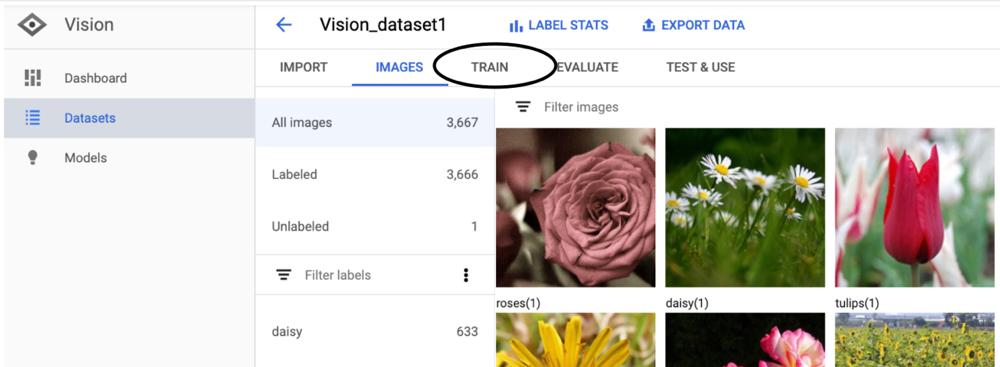 Vision
Vision_dataset1
LABEL STATS
EXPORT DATA
IMPORT
IMAGES
TRAIN
EVALUATE
TEST & USE
Dashboard
Datasets
Models
All images 3,667
Labeled 3,666
Unlabeled 1
Filter labels
daisy 633
Filter images
roses(1)
daisy(1)
tulips(1)